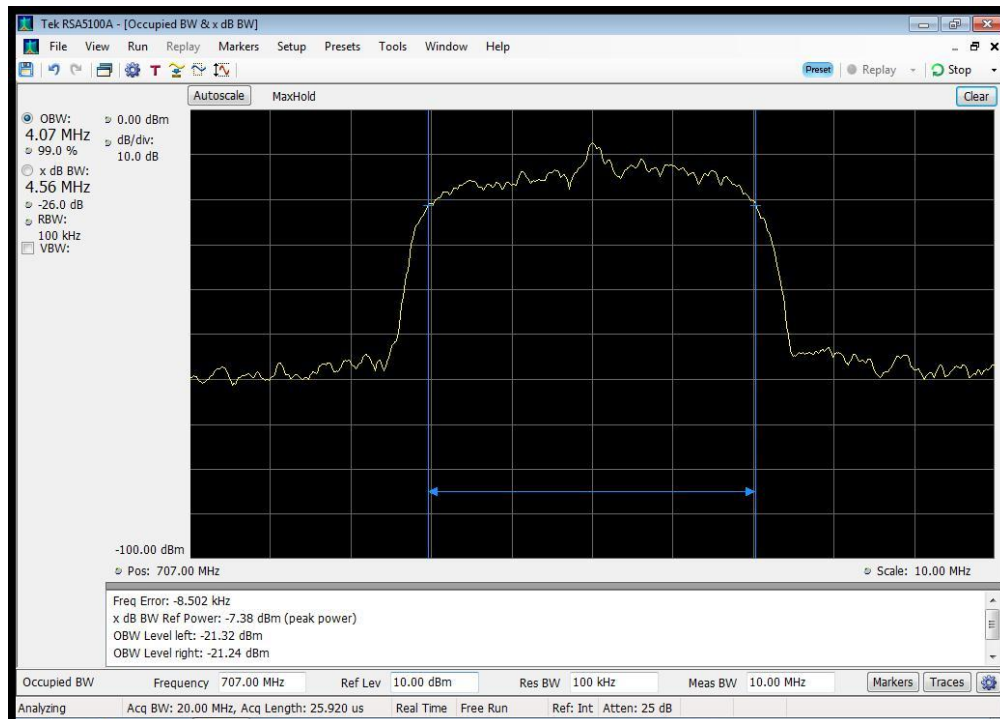 Tek RSA5100A - [Occupied BW & x dB BW]
File View Run Replay Markers Setup Presets Tools Window Help
Preset Replay Stop
Autoscale MaxHold Clear
OBW:
4.07 MHz
99.0 %
x dB BW:
4.56 MHz
-26.0 dB
RBW:
100 kHz
VBW:
0.00 dBm
dB/div:
10.0 dB
-100.00 dBm
Pos: 707.00 MHz Scale: 10.00 MHz
Freq Error: -8.502 kHz
x dB BW Ref Power: -7.38 dBm (peak power)
OBW Level left: -21.32 dBm
OBW Level right: -21.24 dBm
Occupied BW Frequency 707.00 MHz Ref Lev 10.00 dBm Res BW 100 kHz Meas BW 10.00 MHz Markers Traces
Analyzing Acq BW: 20.00 MHz, Acq Length: 25.920 us Real Time Free Run Ref: Int Atten: 25 dB